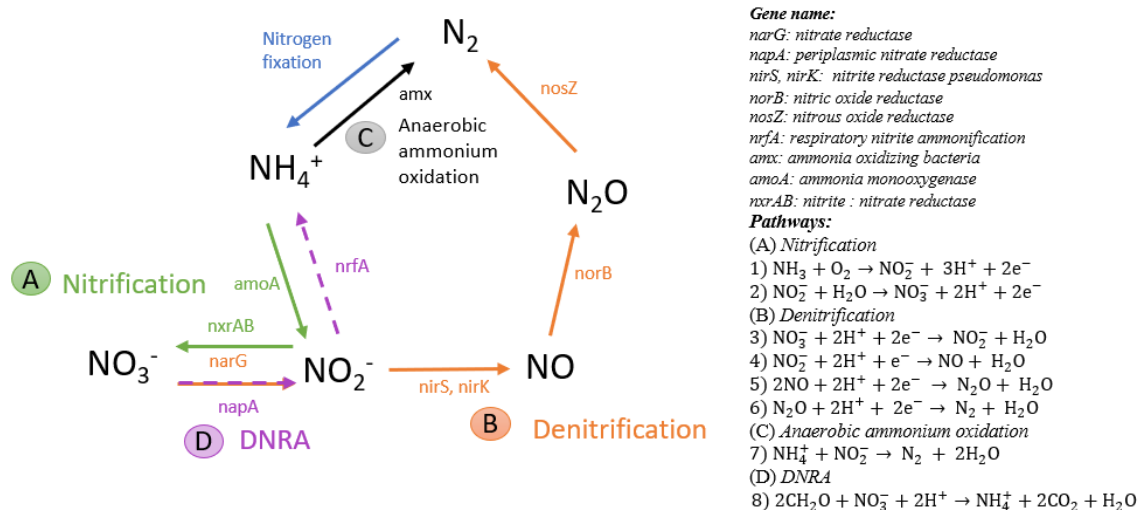 N₂
Nitrogen
fixation
amx
C
Anaerobic
ammonium
oxidation
nosZ
NH₄⁺
N₂O
nrfA
norB
A
Nitrification
amoA
nxrAB
NO₃⁻
narG
NO₂⁻
NO
napA
nirS, nirK
D
DNRA
B
Denitrification
Gene name:
narG: nitrate reductase
napA: periplasmic nitrate reductase
nirS, nirK: nitrite reductase pseudomonas
norB: nitric oxide reductase
nosZ: nitrous oxide reductase
nrfA: respiratory nitrite ammonification
amx: ammonia oxidizing bacteria
amoA: ammonia monooxygenase
nxrAB: nitrite : nitrate reductase
Pathways:
(A) Nitrification
1) NH₃ + O₂ → NO₂⁻ + 3H⁺ + 2e⁻
2) NO₂⁻ + H₂O → NO₃⁻ + 2H⁺ + 2e⁻
(B) Denitrification
3) NO₃⁻ + 2H⁺ + 2e⁻ → NO₂⁻ + H₂O
4) NO₂⁻ + 2H⁺ + e⁻ → NO + H₂O
5) 2NO + 2H⁺ + 2e⁻ → N₂O + H₂O
6) N₂O + 2H⁺ + 2e⁻ → N₂ + H₂O
(C) Anaerobic ammonium oxidation
7) NH₄⁺ + NO₂⁻ → N₂ + 2H₂O
(D) DNRA
8) 2CH₂O + NO₃⁻ + 2H⁺ → NH₄⁺ + 2CO₂ + H₂O